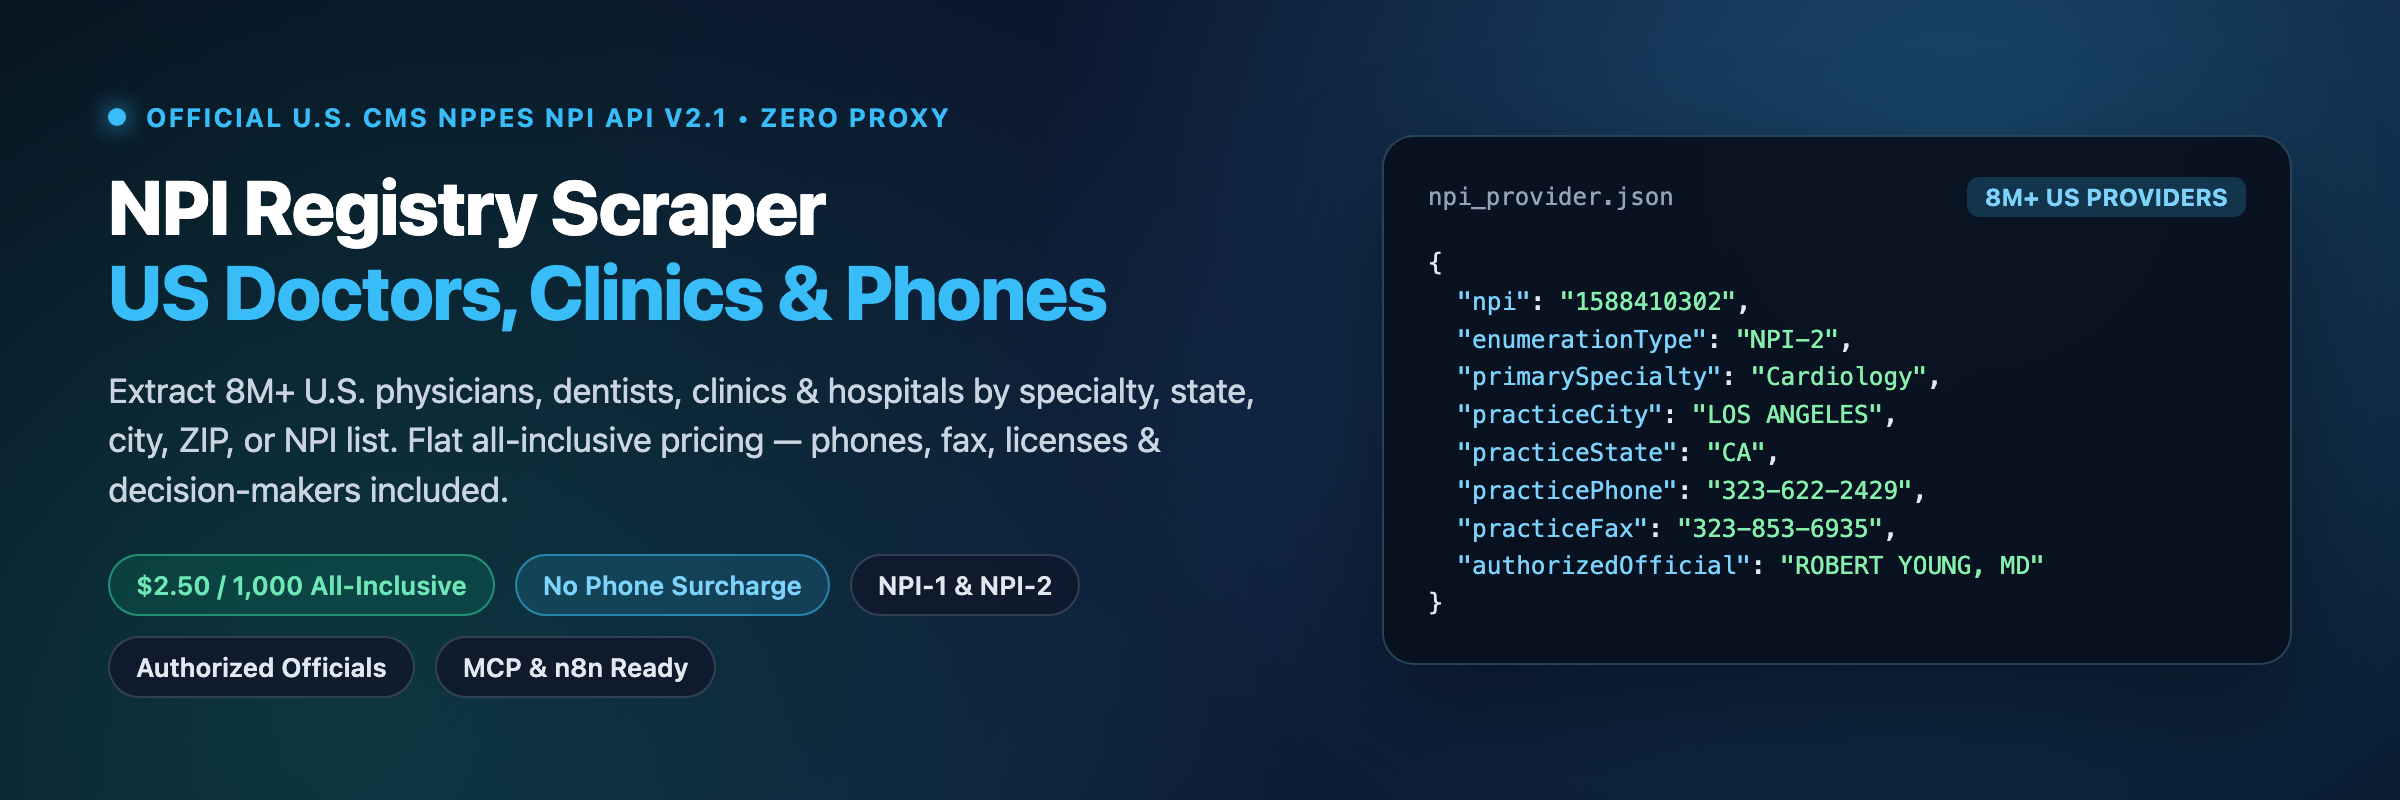 OFFICIAL U.S. CMS NPPES NPI API V2.1 • ZERO PROXY
NPI Registry Scraper
US Doctors, Clinics & Phones
Extract 8M+ U.S. physicians, dentists, clinics & hospitals by specialty, state,
city, ZIP, or NPI list. Flat all-inclusive pricing — phones, fax, licenses &
decision-makers included.
$2.50 / 1,000 All-Inclusive
No Phone Surcharge
NPI-1 & NPI-2
Authorized Officials
MCP & n8n Ready
npi_provider.json
8M+ US PROVIDERS
{
"npi": "1588410302",
"enumerationType": "NPI-2",
"primarySpecialty": "Cardiology",
"practiceCity": "LOS ANGELES",
"practiceState": "CA",
"practicePhone": "323-622-2429",
"practiceFax": "323-853-6935",
"authorizedOfficial": "ROBERT YOUNG, MD"
}